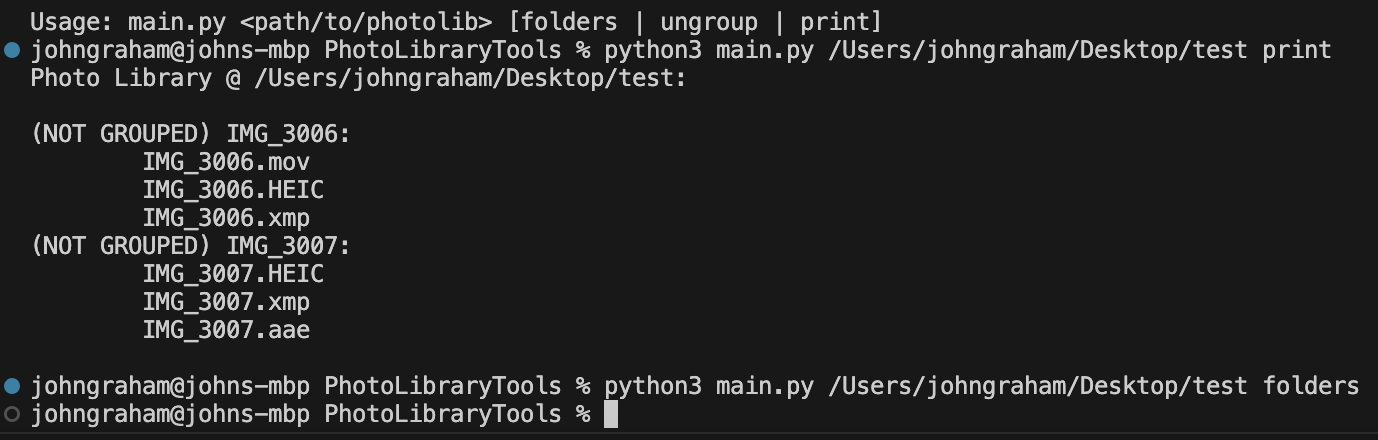 Usage: main.py <path/to/photolib> [folders | ungroup | print]
johngraham@johns-mbp PhotoLibraryTools % python3 main.py /Users/johngraham/Desktop/test print
Photo Library @ /Users/johngraham/Desktop/test:
(NOT GROUPED) IMG_3006:
IMG_3006.mov
IMG_3006.HEIC
IMG_3006.xmp
(NOT GROUPED) IMG_3007:
IMG_3007.HEIC
IMG_3007.xmp
IMG_3007.aae
johngraham@johns-mbp PhotoLibraryTools % python3 main.py /Users/johngraham/Desktop/test folders
johngraham@johns-mbp PhotoLibraryTools %